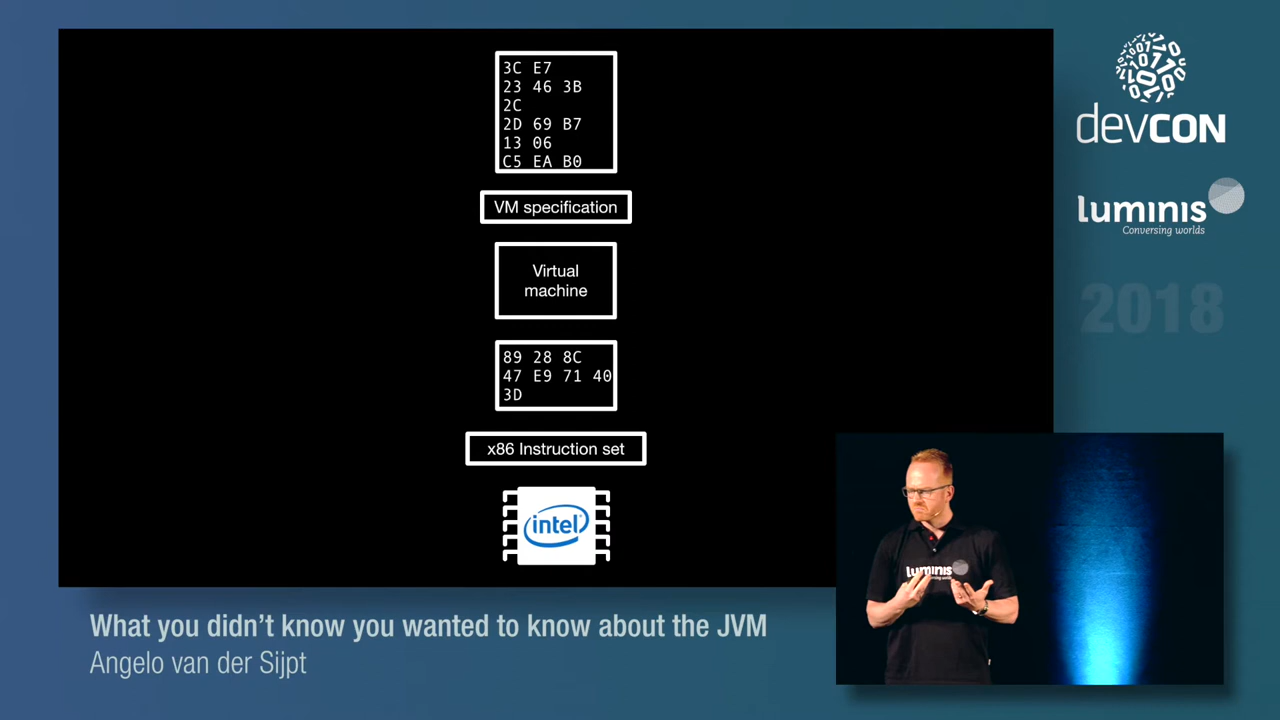 3C E7
23 46 3B
2C
2D 69 B7
13 06
C5 EA B0
VM specification
Virtual
machine
89 28 8C
47 E9 71 40
3D
x86 Instruction set
intel
devCON
luminis
Conversing worlds
2018
luminis
What you didn't know you wanted to know about the JVM
Angelo van der Sijpt